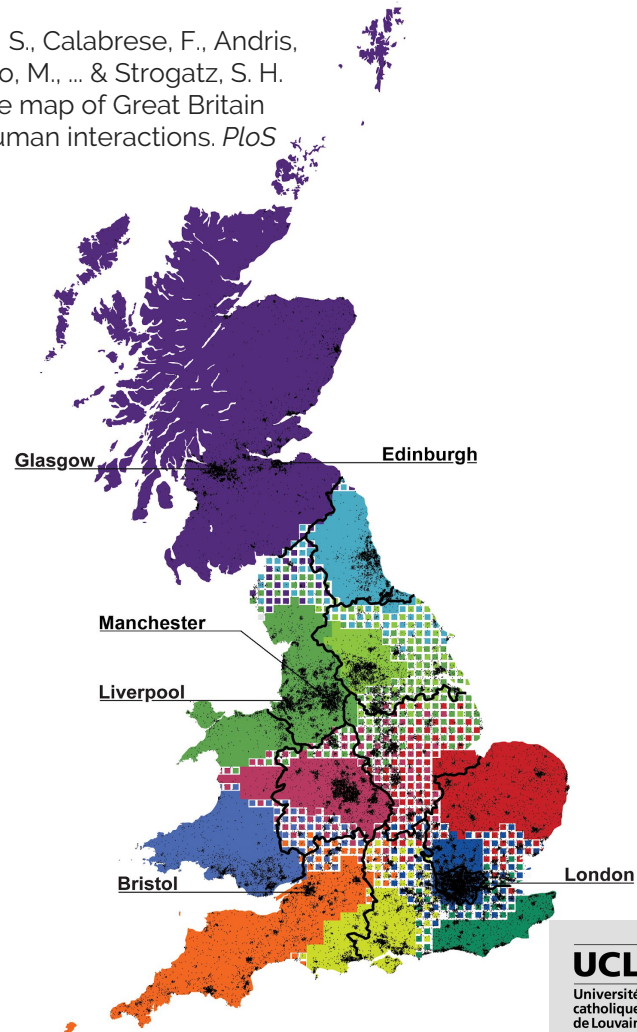 S., Calabrese, F., Andris,
o, M., ... & Strogatz, S. H.
e map of Great Britain
uman interactions. PloS
Glasgow
Edinburgh
Manchester
Liverpool
Bristol
London
UCL
Université
catholique
de Louvain